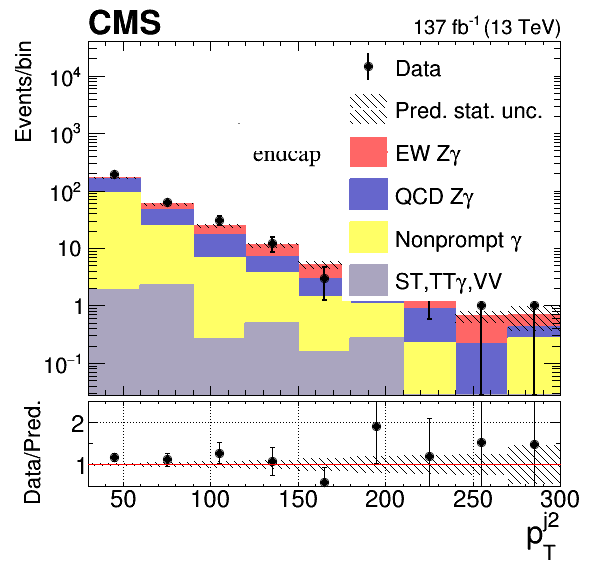 CMS
137 fb⁻¹ (13 TeV)
Events/bin
10⁴
10³
10²
10
1
10⁻¹
endcap
Data
Pred. stat. unc.
EW Zγ
QCD Zγ
Nonprompt γ
ST,TTγ,VV
Data/Pred.
2
1
50 100 150 200 250 300
p_T^j2